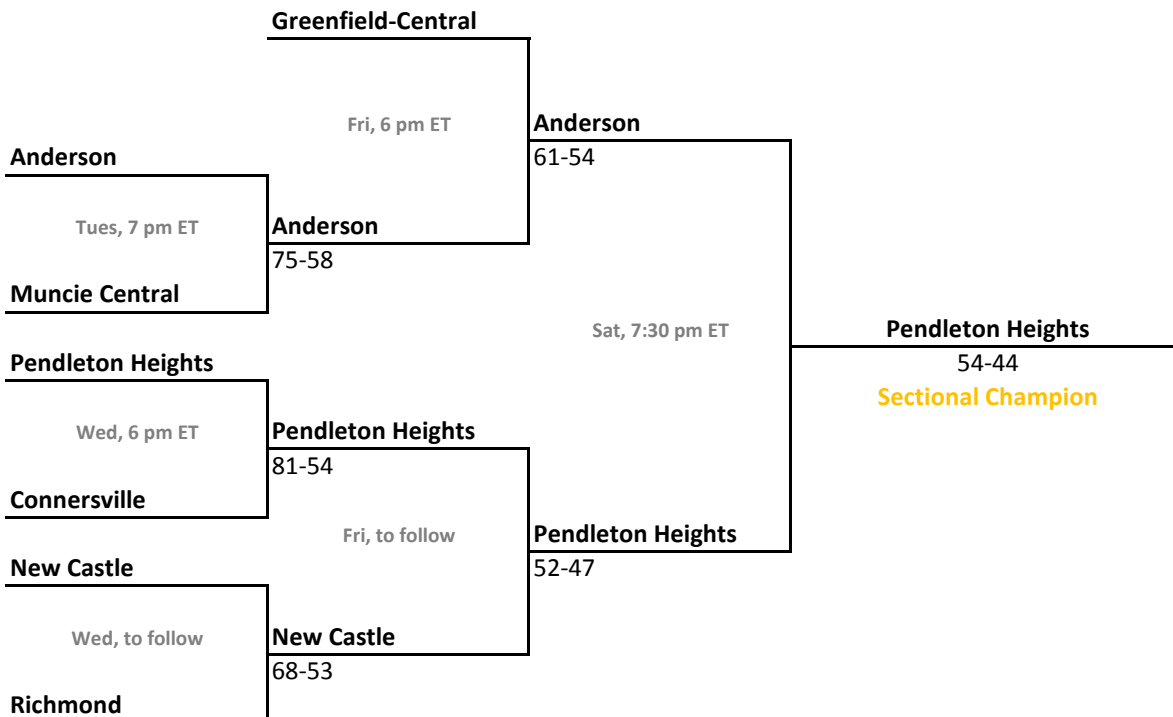 Greenfield-Central
Fri, 6 pm ET
Anderson
61-54
Anderson
Tues, 7 pm ET
Anderson
75-58
Muncie Central
Sat, 7:30 pm ET
Pendleton Heights
54-44
Sectional Champion
Pendleton Heights
Wed, 6 pm ET
Pendleton Heights
81-54
Connersville
Fri, to follow
Pendleton Heights
52-47
New Castle
Wed, to follow
New Castle
68-53
Richmond